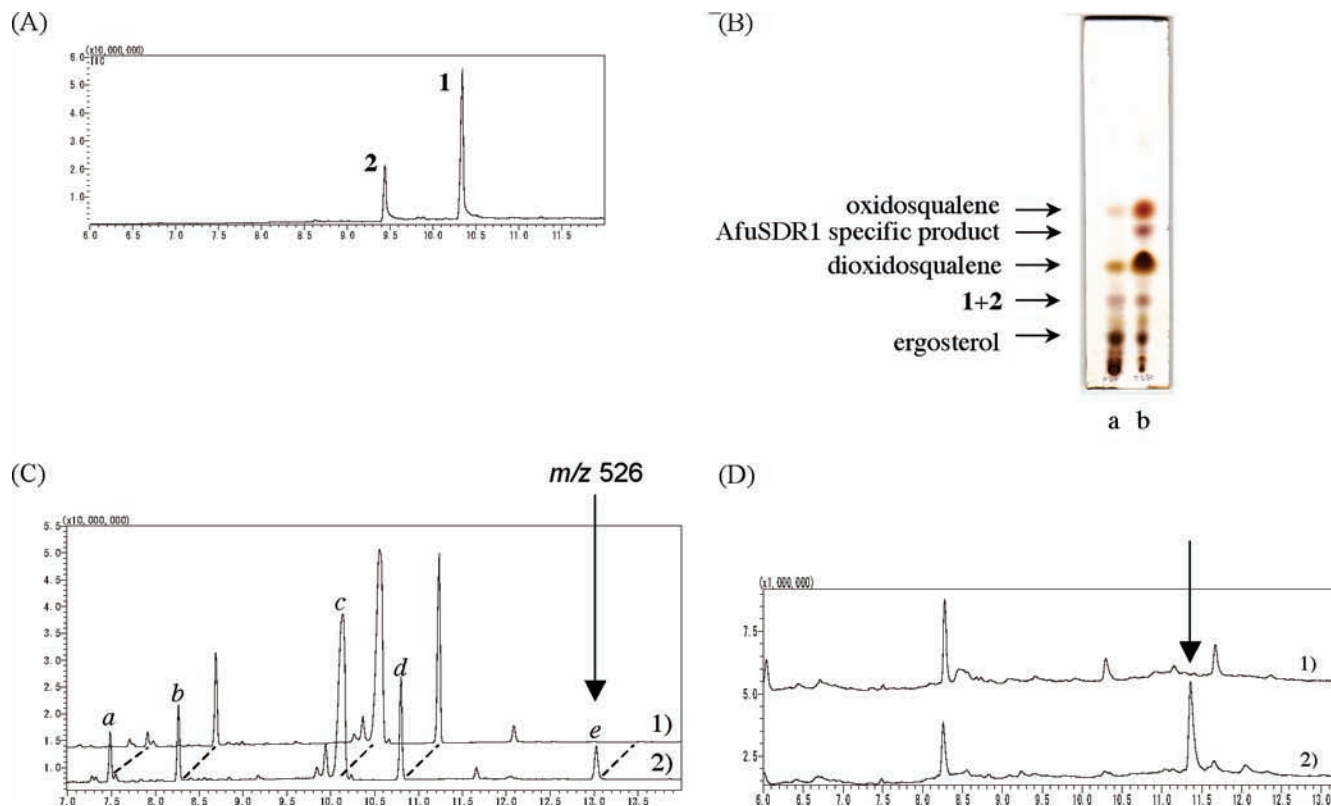 (A)
(x10,000,000)
TIC
6.0
5.0
4.0
3.0
2.0
1.0
2
1
6.0 6.5 7.0 7.5 8.0 8.5 9.0 9.5 10.0 10.5 11.0 11.5
(B)
oxidosqualene
AfuSDR1 specific product
dioxidosqualene
1+2
ergosterol
a b
(C)
m/z 526
(x10,000,000)
5.5
5.0
4.5
4.0
3.5
3.0
2.5
2.0
1.5
1.0
a
b
c
d
e
1)
2)
7.0 7.5 8.0 8.5 9.0 9.5 10.0 10.5 11.0 11.5 12.0 12.5 13.0 13.5
(D)
(x1,000,000)
7.5
5.0
2.5
1)
2)
6.0 6.5 7.0 7.5 8.0 8.5 9.0 9.5 10.0 10.5 11.0 11.5 12.0 12.5 13.0